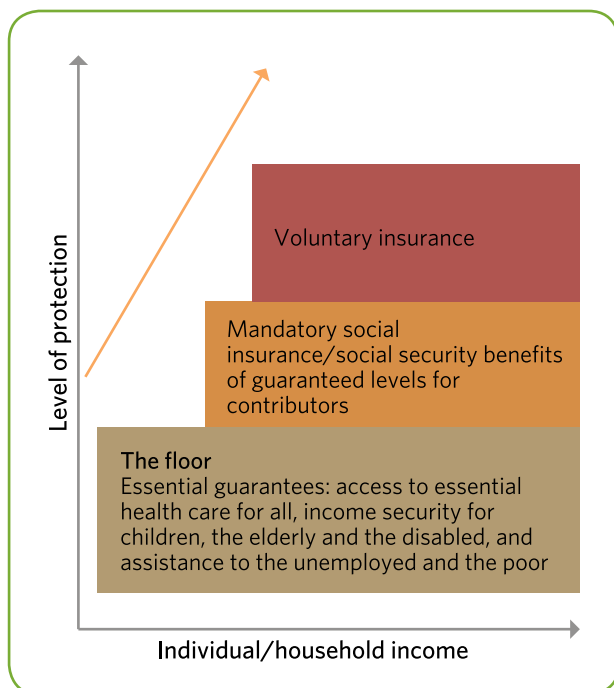 Level of protection
Voluntary insurance
Mandatory social
insurance/social security benefits
of guaranteed levels for
contributors
The floor
Essential guarantees: access to essential
health care for all, income security for
children, the elderly and the disabled, and
assistance to the unemployed and the poor
Individual/household income